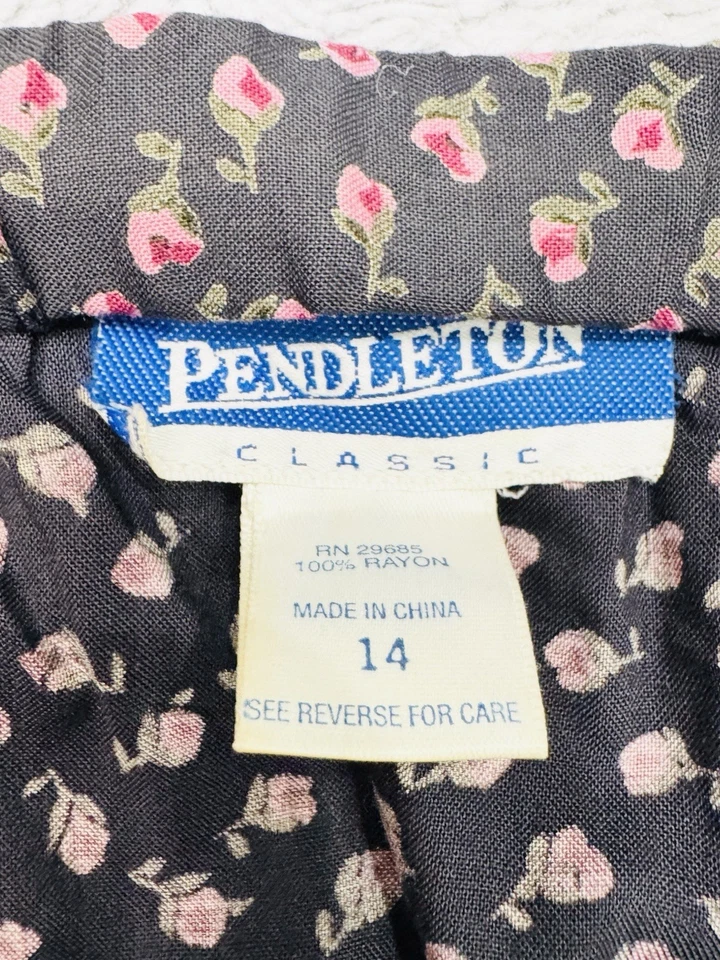 PENDLETON
CLASSIC
RN 29685
100% RAYON
MADE IN CHINA
14
SEE REVERSE FOR CARE